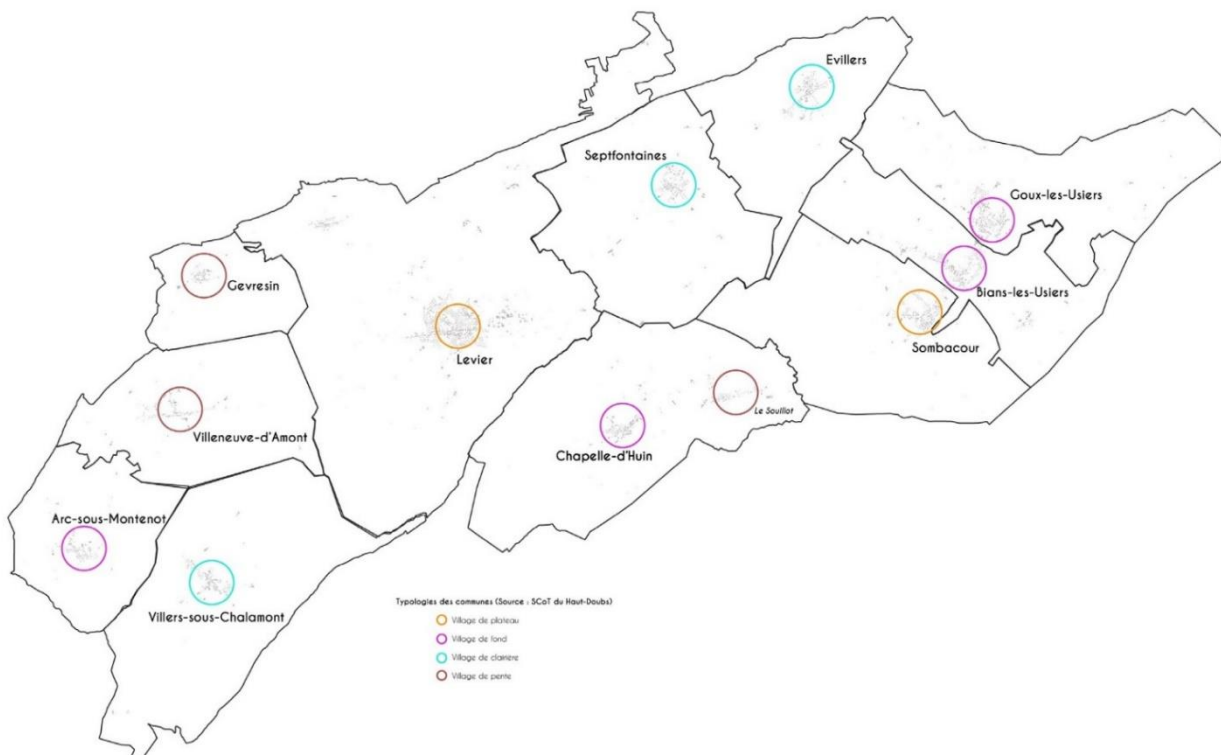 Evillers
Septfontaines
Goux-les-Usiers
Gevresin
Bians-les-Usiers
Levier
Sombacour
Le Souillot
Villeneuve-d'Amont
Chapelle-d'Huin
Arc-sous-Montenot
Villers-sous-Chalamont
Typologies des communes (Source : SCoT du Haut-Doubs)
Village de plateau
Village de fond
Village de clairière
Village de pente